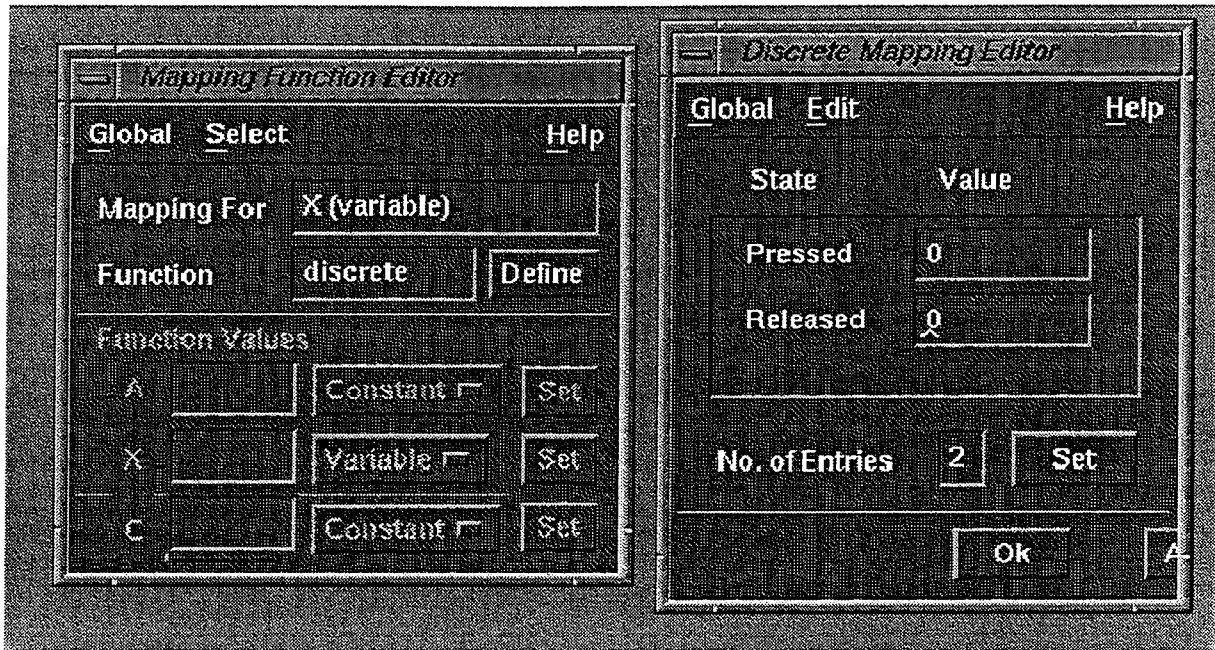 Mapping Function Editor
Global Select Help
Mapping For X (variable)
Function discrete Define
Function Values
A Constant Set
X Variable Set
C Constant Set
Discrete Mapping Editor
Global Edit Help
State Value
Pressed 0
Released 0
No. of Entries 2 Set
Ok A